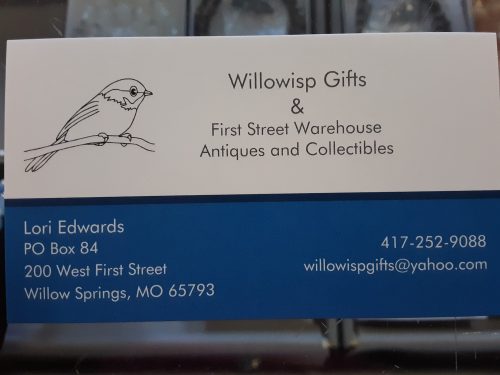 Willowisp Gifts
&
First Street Warehouse
Antiques and Collectibles
Lori Edwards
PO Box 84
200 West First Street
Willow Springs, MO 65793
417-252-9088
willowispgifts@yahoo.com